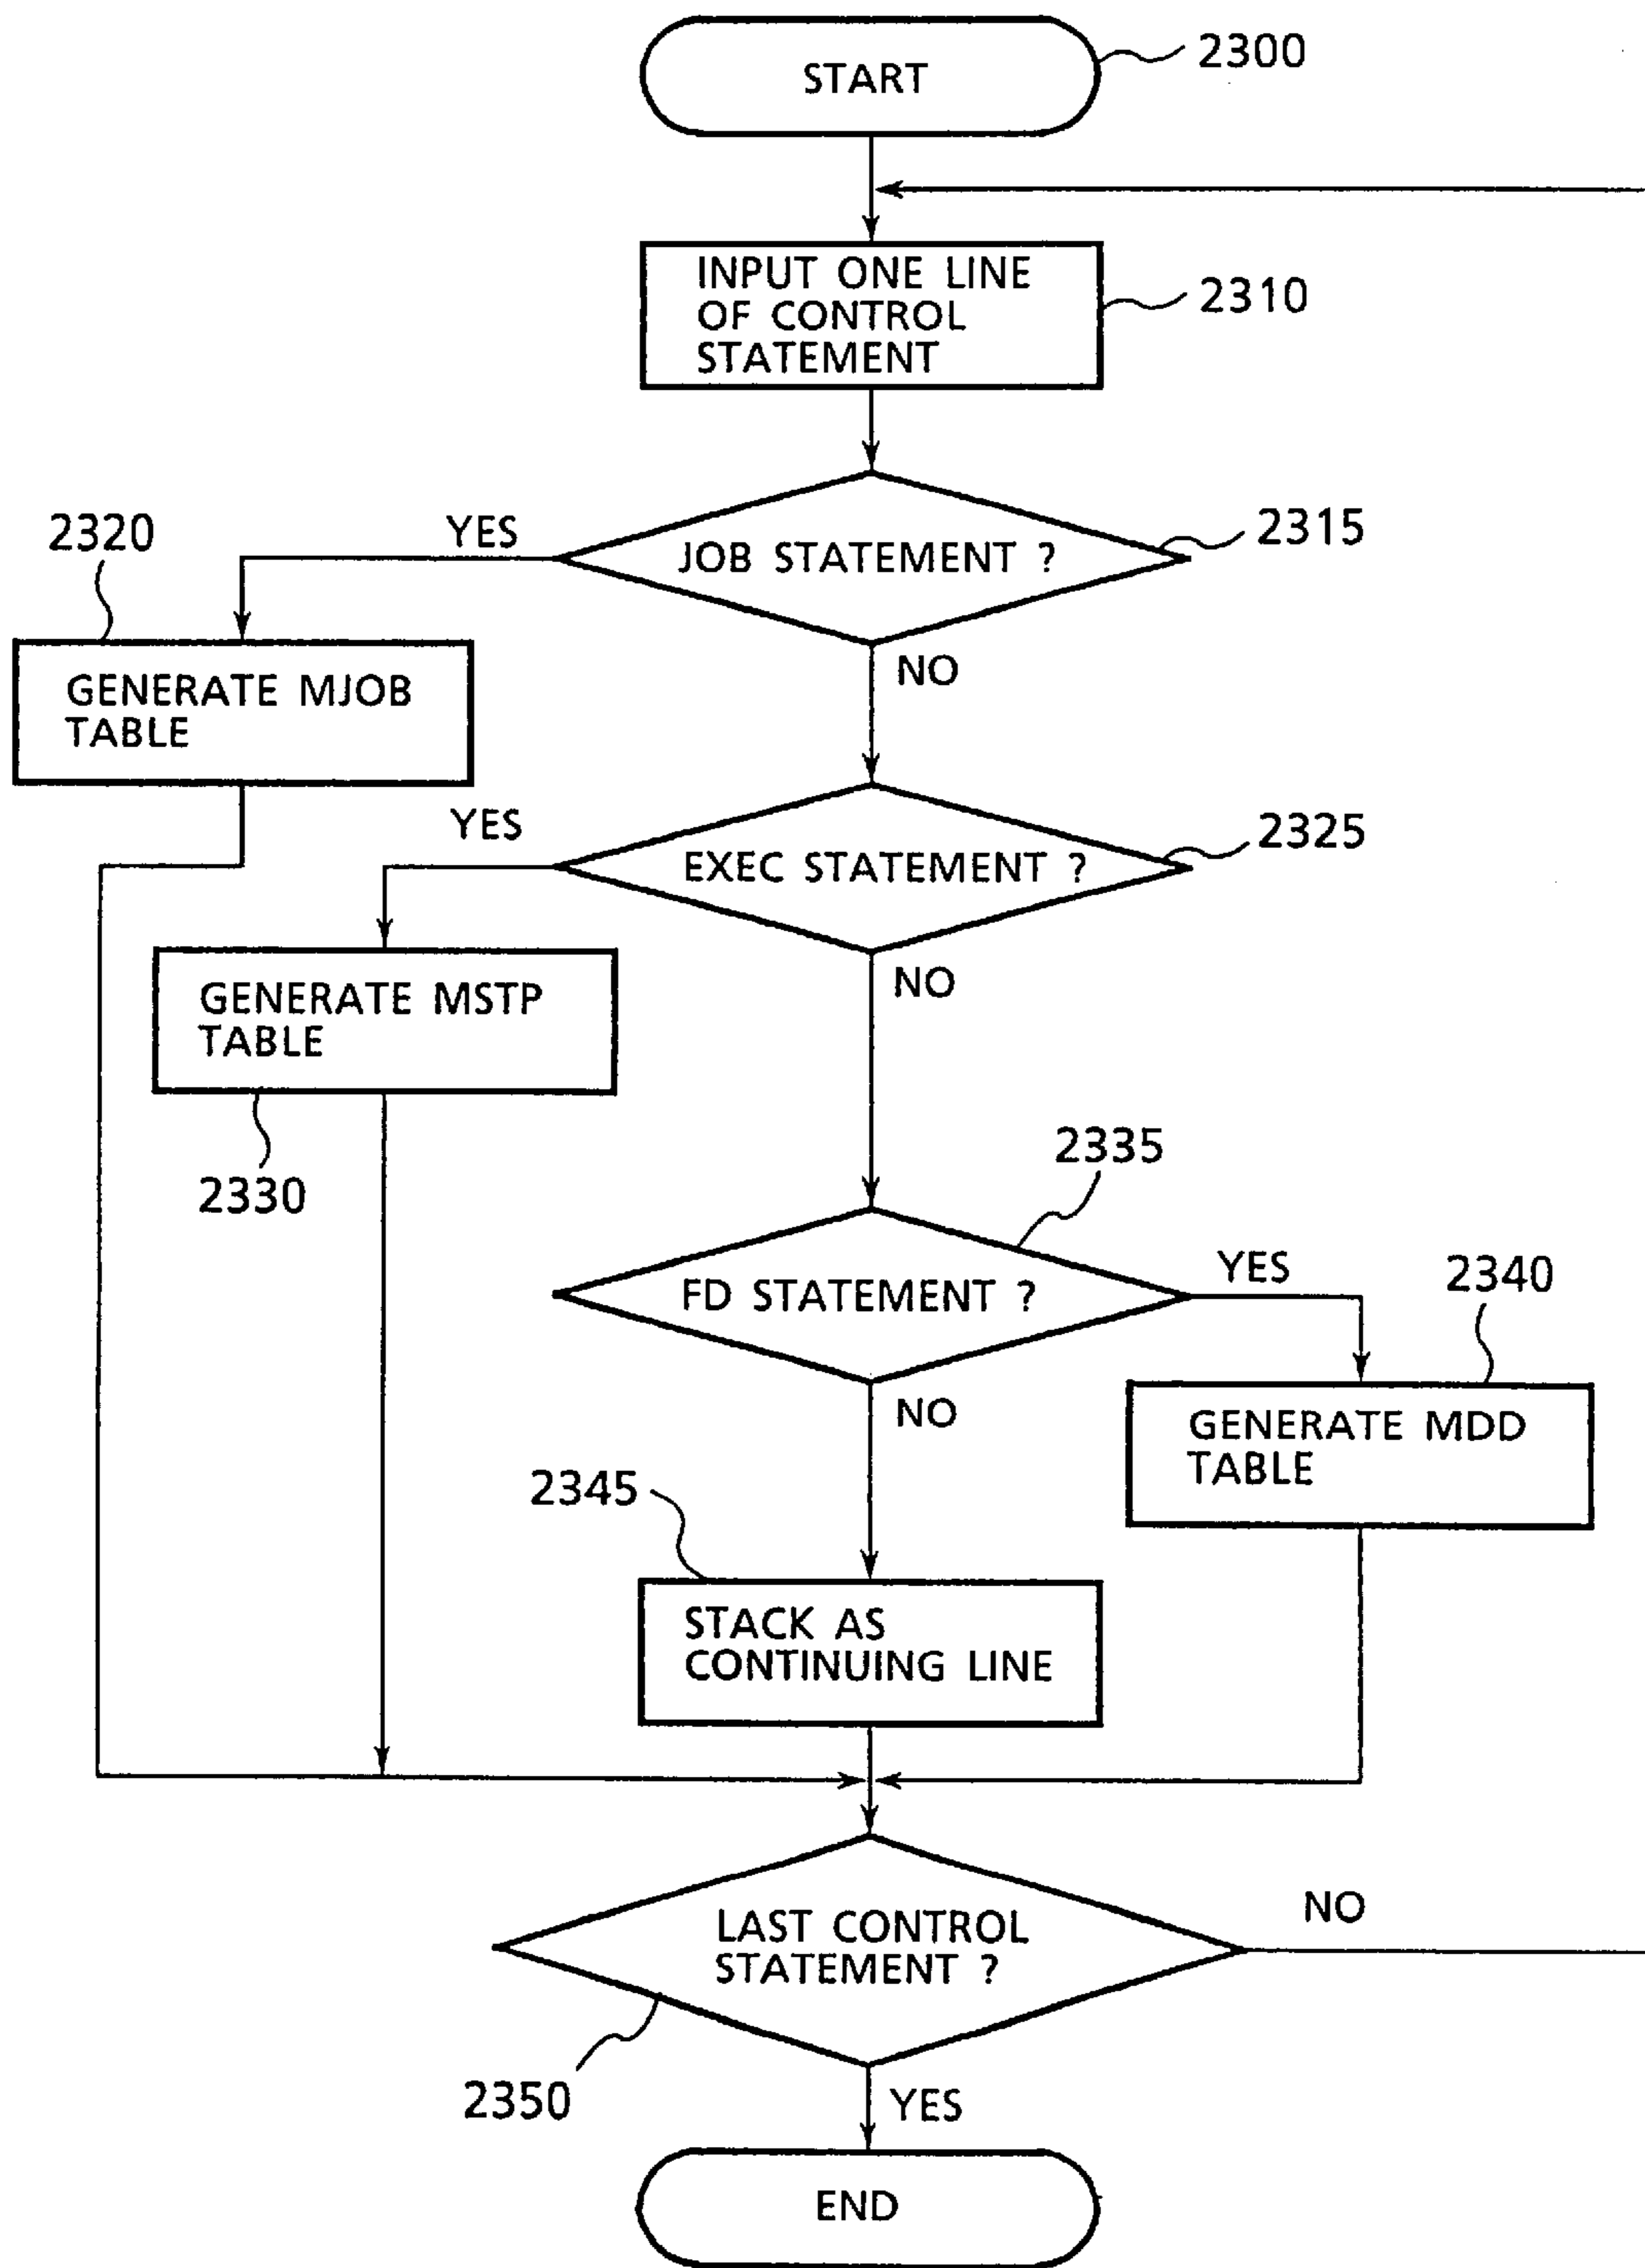 START
2300
INPUT ONE LINE
OF CONTROL
STATEMENT
2310
2320
YES
JOB STATEMENT ?
2315
NO
GENERATE MJOB
TABLE
YES
EXEC STATEMENT ?
2325
NO
GENERATE MSTP
TABLE
2330
2335
FD STATEMENT ?
YES
2340
NO
GENERATE MDD
TABLE
2345
STACK AS
CONTINUING LINE
LAST CONTROL
STATEMENT ?
NO
2350
YES
END